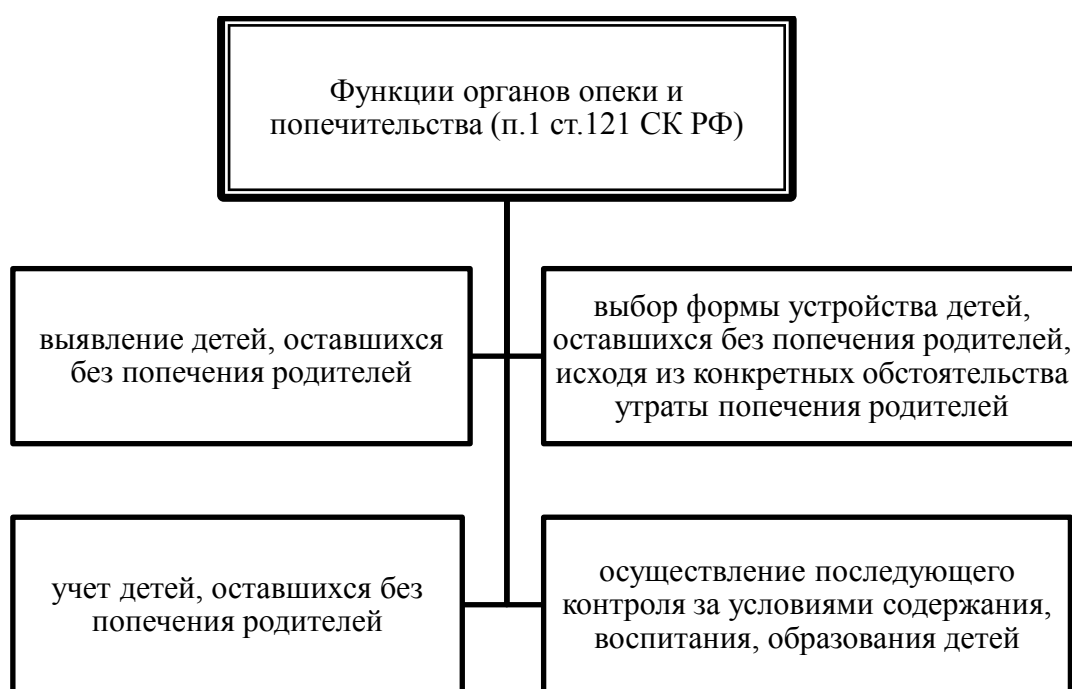 Функции органов опеки и
попечительства (п.1 ст.121 СК РФ)
выявление детей, оставшихся
без попечения родителей
выбор формы устройства детей,
оставшихся без попечения родителей,
исходя из конкретных обстоятельства
утраты попечения родителей
учет детей, оставшихся без
попечения родителей
осуществление последующего
контроля за условиями содержания,
воспитания, образования детей